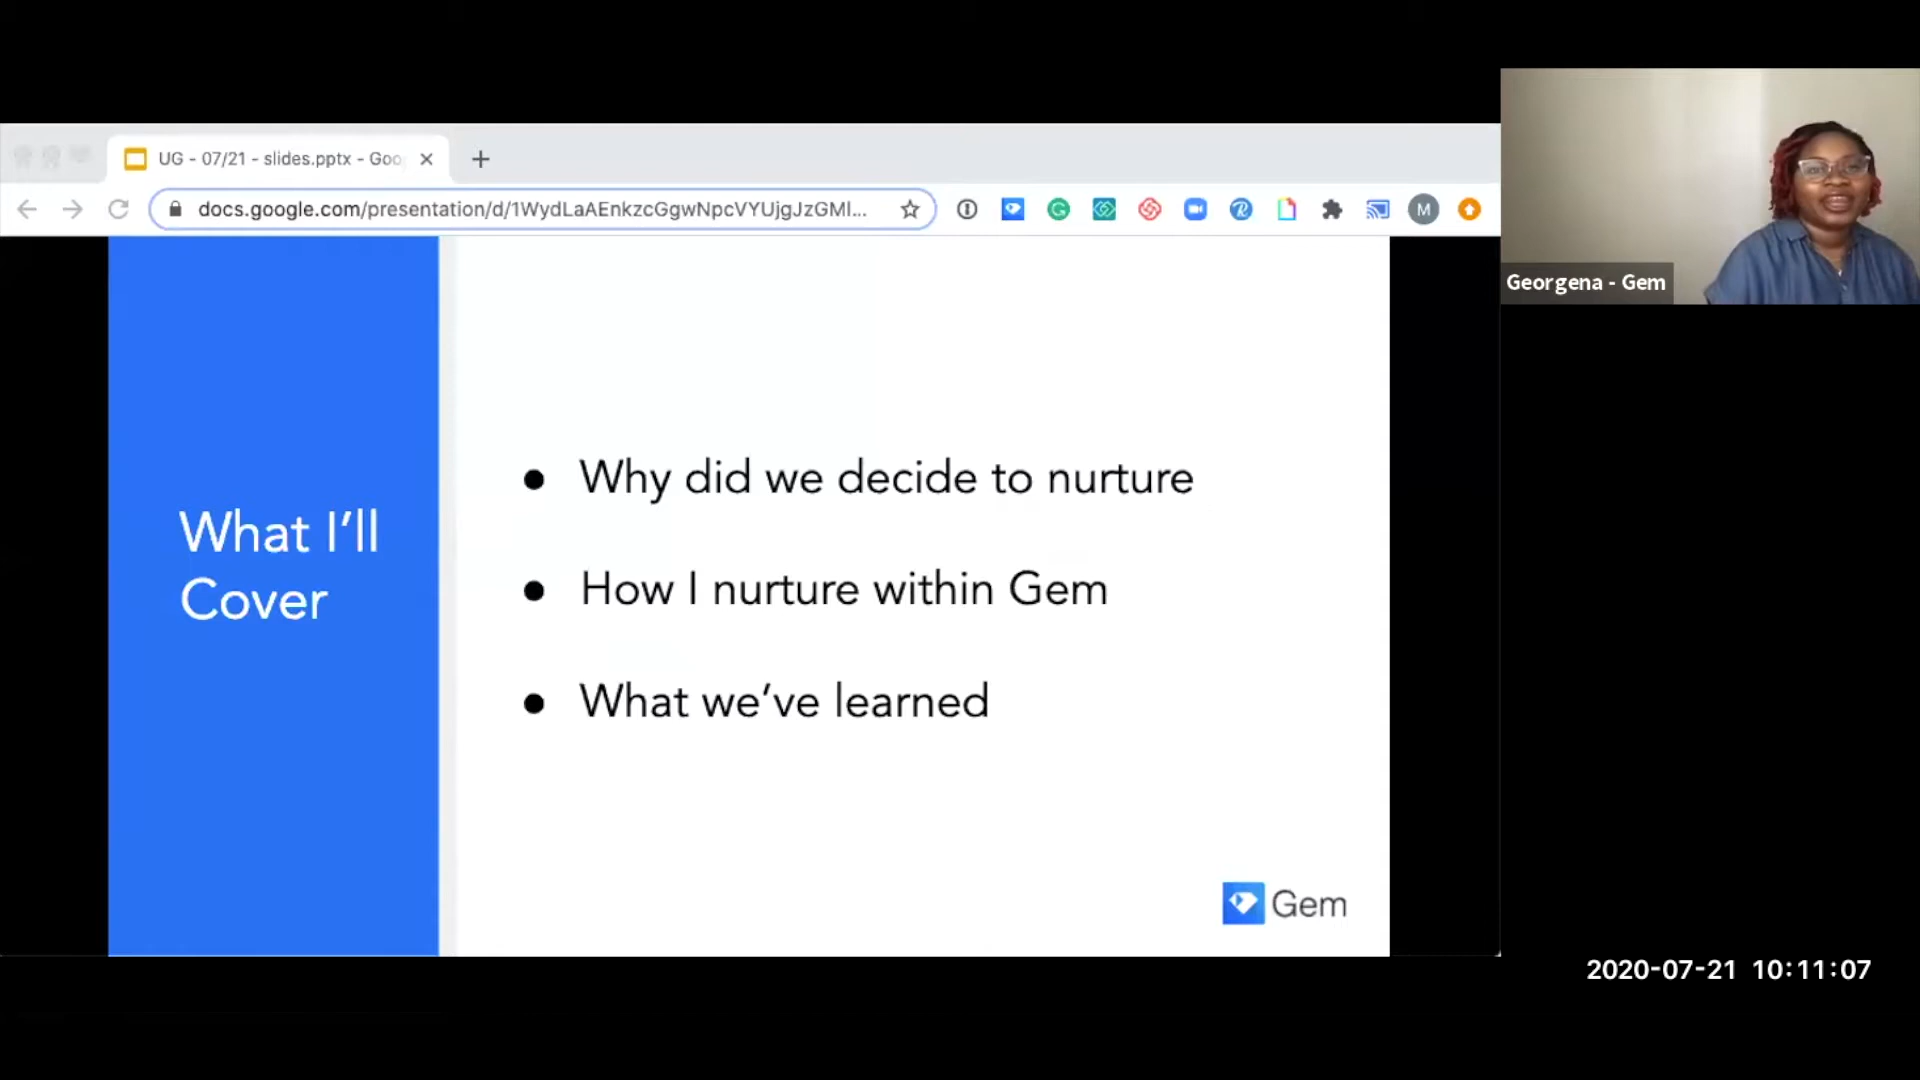 UG - 07/21 - slides.pptx - Goo
docs.google.com/presentation/d/1WydLaAEnkzcGgwNpcVYUjgJzGMl...
M
Georgena - Gem
What I’ll
Cover
● Why did we decide to nurture
● How I nurture within Gem
● What we’ve learned
Gem
2020-07-21 10:11:07